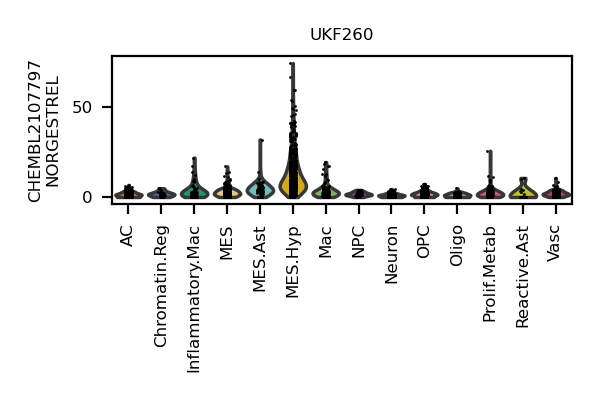 UKF260
CHEMBL2107797
NORGESTREL
50
0
AC
Chromatin.Reg
Inflammatory.Mac
MES
MES.Ast
MES.Hyp
Mac
NPC
Neuron
OPC
Oligo
Prolif.Metab
Reactive.Ast
Vasc